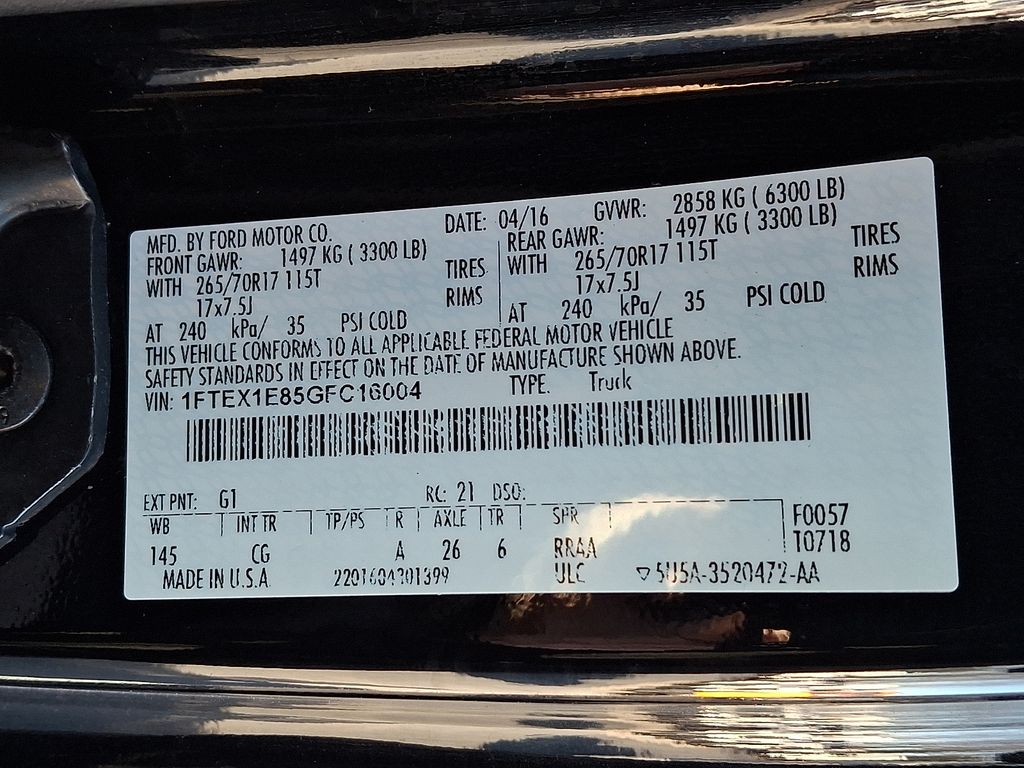 MFD. BY FORD MOTOR CO. DATE: 04/16 GVWR: 2858 KG ( 6300 LB)
FRONT GAWR: 1497 KG ( 3300 LB) REAR GAWR: 1497 KG ( 3300 LB)
WITH 265/70R17 115T TIRES WITH 265/70R17 115T TIRES
17x7.5J RIMS 17x7.5J RIMS
AT 240 kPa/ 35 PSI COLD AT 240 kPa/ 35 PSI COLD
THIS VEHICLE CONFORMS TO ALL APPLICABLE FEDERAL MOTOR VEHICLE
SAFETY STANDARDS IN EFFECT ON THE DATE OF MANUFACTURE SHOWN ABOVE.
VIN: 1FTEX1E85GFC16004 TYPE: Truck
EXT PNT: G1 RC: 21 DSO:
WB INT TR TP/PS R AXLE TR SPR F0057
145 CG A 26 6 RRAA T0718
MADE IN U.S.A ULC ▽5U5A-3520472-AA